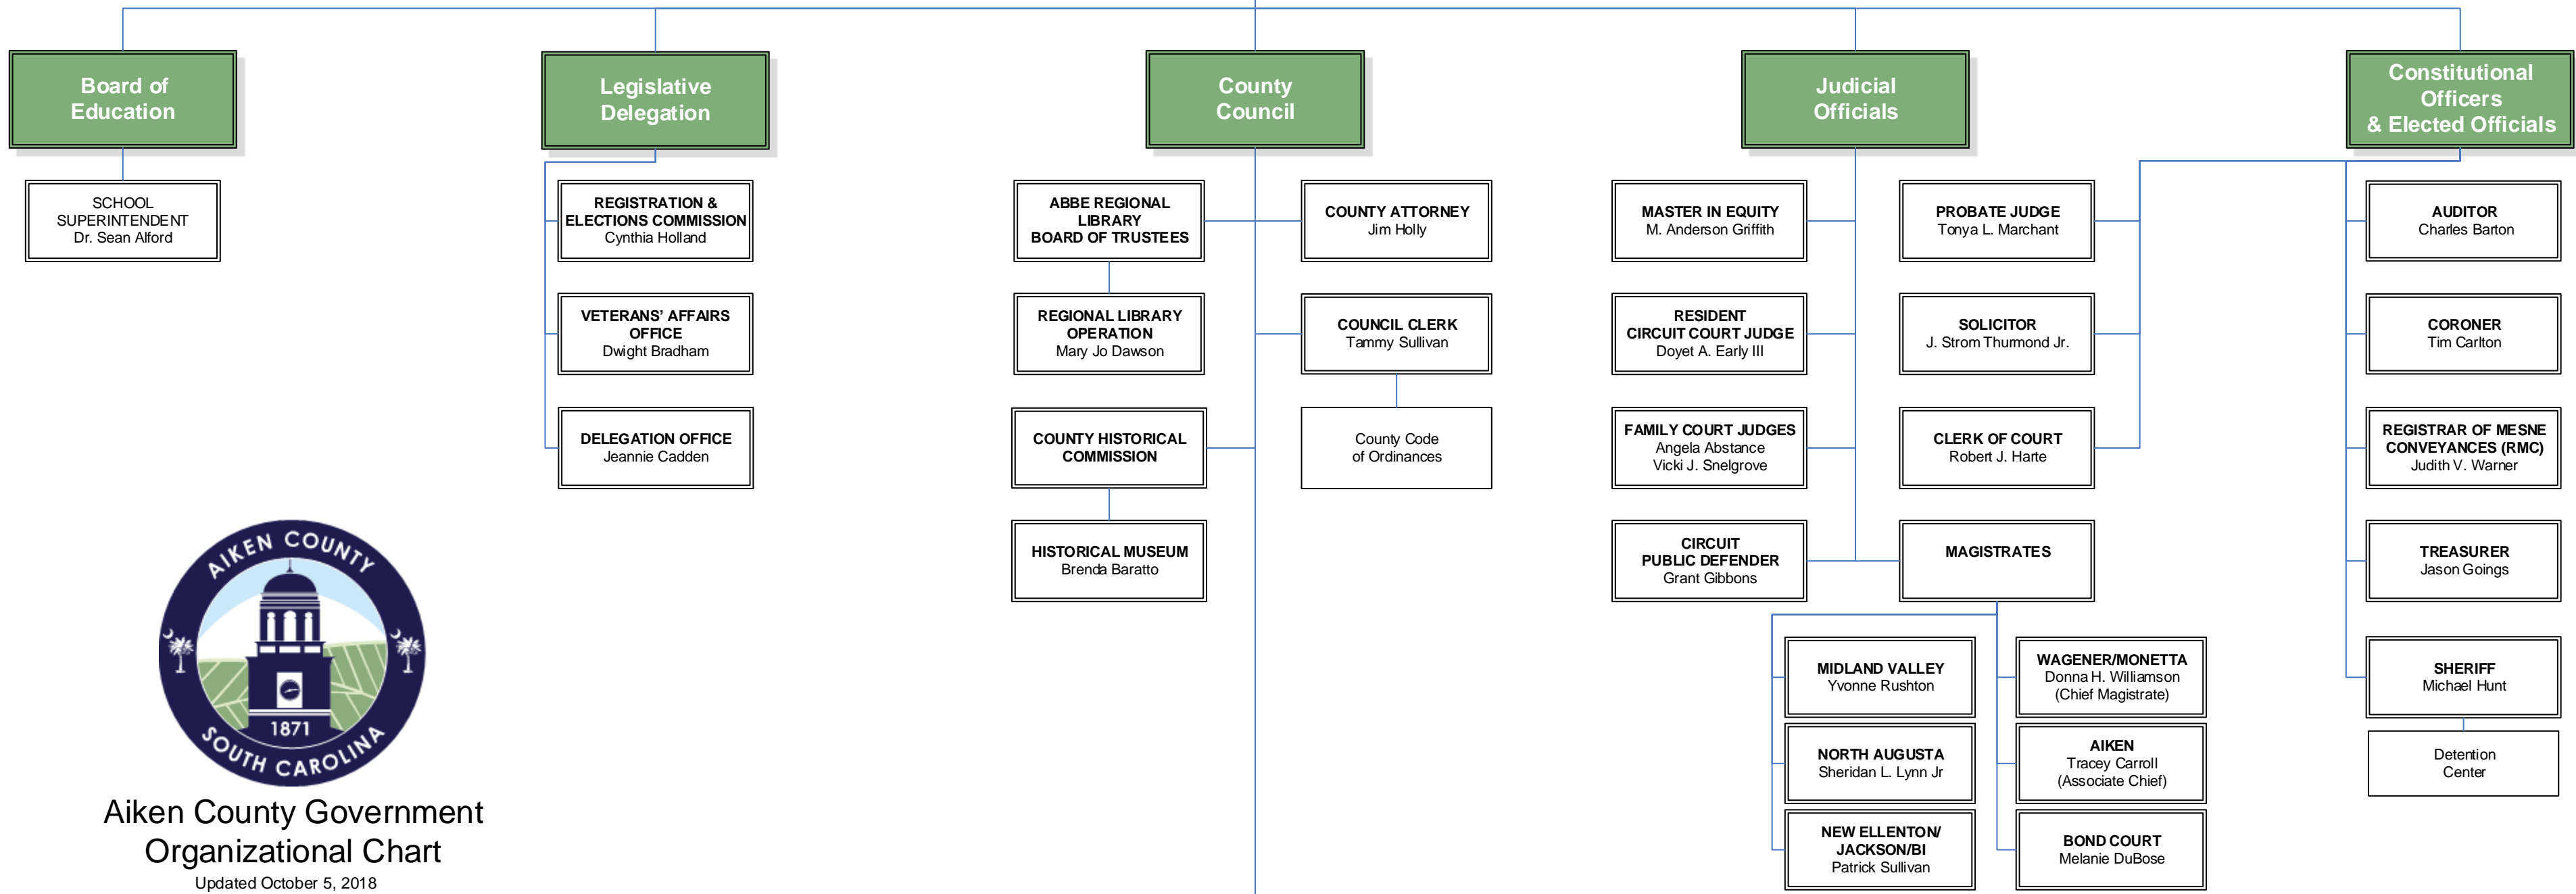 Board of
Education
Legislative
Delegation
County
Council
Judicial
Officials
Constitutional
Officers
& Elected Officials
SCHOOL
SUPERINTENDENT
Dr. Sean Alford
REGISTRATION &
ELECTIONS COMMISSION
Cynthia Holland
VETERANS’ AFFAIRS
OFFICE
Dwight Bradham
DELEGATION OFFICE
Jeannie Cadden
ABBE REGIONAL
LIBRARY
BOARD OF TRUSTEES
REGIONAL LIBRARY
OPERATION
Mary Jo Dawson
COUNTY HISTORICAL
COMMISSION
HISTORICAL MUSEUM
Brenda Baratto
COUNTY ATTORNEY
Jim Holly
COUNCIL CLERK
Tammy Sullivan
County Code
of Ordinances
MASTER IN EQUITY
M. Anderson Griffith
RESIDENT
CIRCUIT COURT JUDGE
Doyet A. Early III
FAMILY COURT JUDGES
Angela Abstance
Vicki J. Snelgrove
CIRCUIT
PUBLIC DEFENDER
Grant Gibbons
PROBATE JUDGE
Tonya L. Marchant
SOLICITOR
J. Strom Thurmond Jr.
CLERK OF COURT
Robert J. Harte
MAGISTRATES
MIDLAND VALLEY
Yvonne Rushton
NORTH AUGUSTA
Sheridan L. Lynn Jr
NEW ELLENTON/
JACKSON/BI
Patrick Sullivan
WAGENER/MONETTA
Donna H. Williamson
(Chief Magistrate)
AIKEN
Tracey Carroll
(Associate Chief)
BOND COURT
Melanie DuBose
AUDITOR
Charles Barton
CORONER
Tim Carlton
REGISTRAR OF MESNE
CONVEYANCES (RMC)
Judith V. Warner
TREASURER
Jason Goings
SHERIFF
Michael Hunt
Detention
Center
AIKEN COUNTY
1871
SOUTH CAROLINA
Aiken County Government
Organizational Chart
Updated October 5, 2018